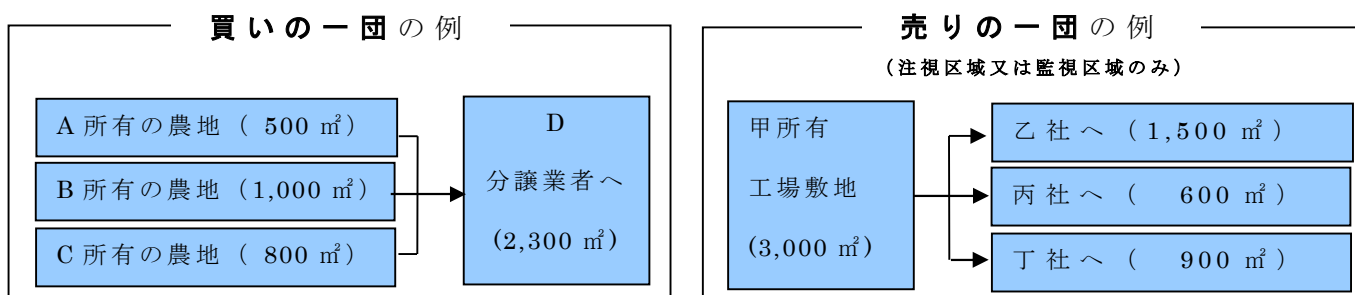 買いの一団の例
A 所有の農地（ 500 ㎡）
B 所有の農地（1,000 ㎡）
C 所有の農地（ 800 ㎡）
D
分譲業者へ
(2,300 ㎡)
売りの一団の例
（注視区域又は監視区域のみ）
甲所有
工場敷地
(3,000 ㎡)
乙社へ（1,500 ㎡）
丙社へ（ 600 ㎡）
丁社へ（ 900 ㎡）